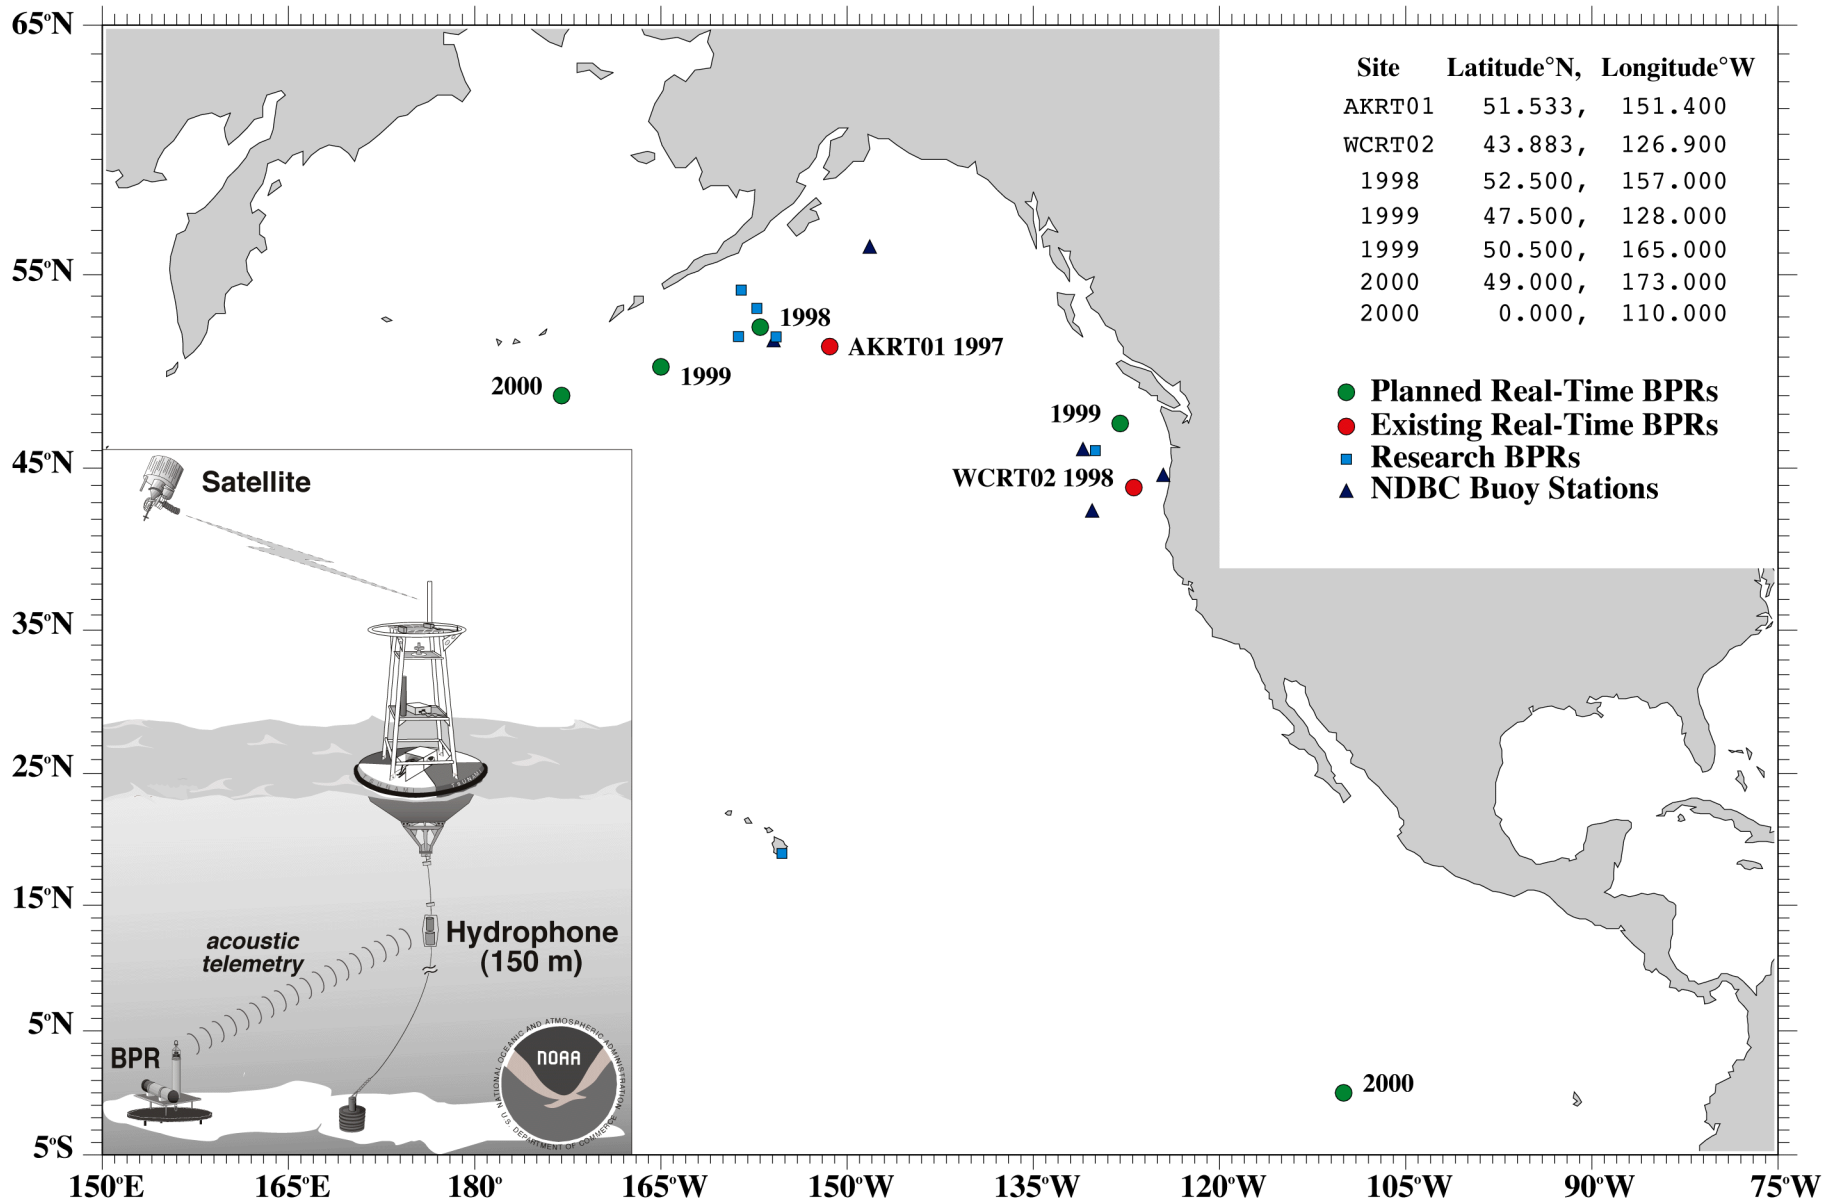 65°N
55°N
45°N
35°N
25°N
15°N
5°N
5°S
150°E 165°E 180° 165°W 150°W 135°W 120°W 105°W 90°W 75°W
Site Latitude°N, Longitude°W
AKRT01 51.533, 151.400
WCRT02 43.883, 126.900
1998 52.500, 157.000
1999 47.500, 128.000
1999 50.500, 165.000
2000 49.000, 173.000
2000 0.000, 110.000
Planned Real-Time BPRs
Existing Real-Time BPRs
Research BPRs
NDBC Buoy Stations
1998
AKRT01 1997
1999
2000
1999
WCRT02 1998
2000
Satellite
Hydrophone
(150 m)
acoustic
telemetry
BPR
NOAA
NATIONAL OCEANIC AND ATMOSPHERIC ADMINISTRATION
U.S. DEPARTMENT OF COMMERCE